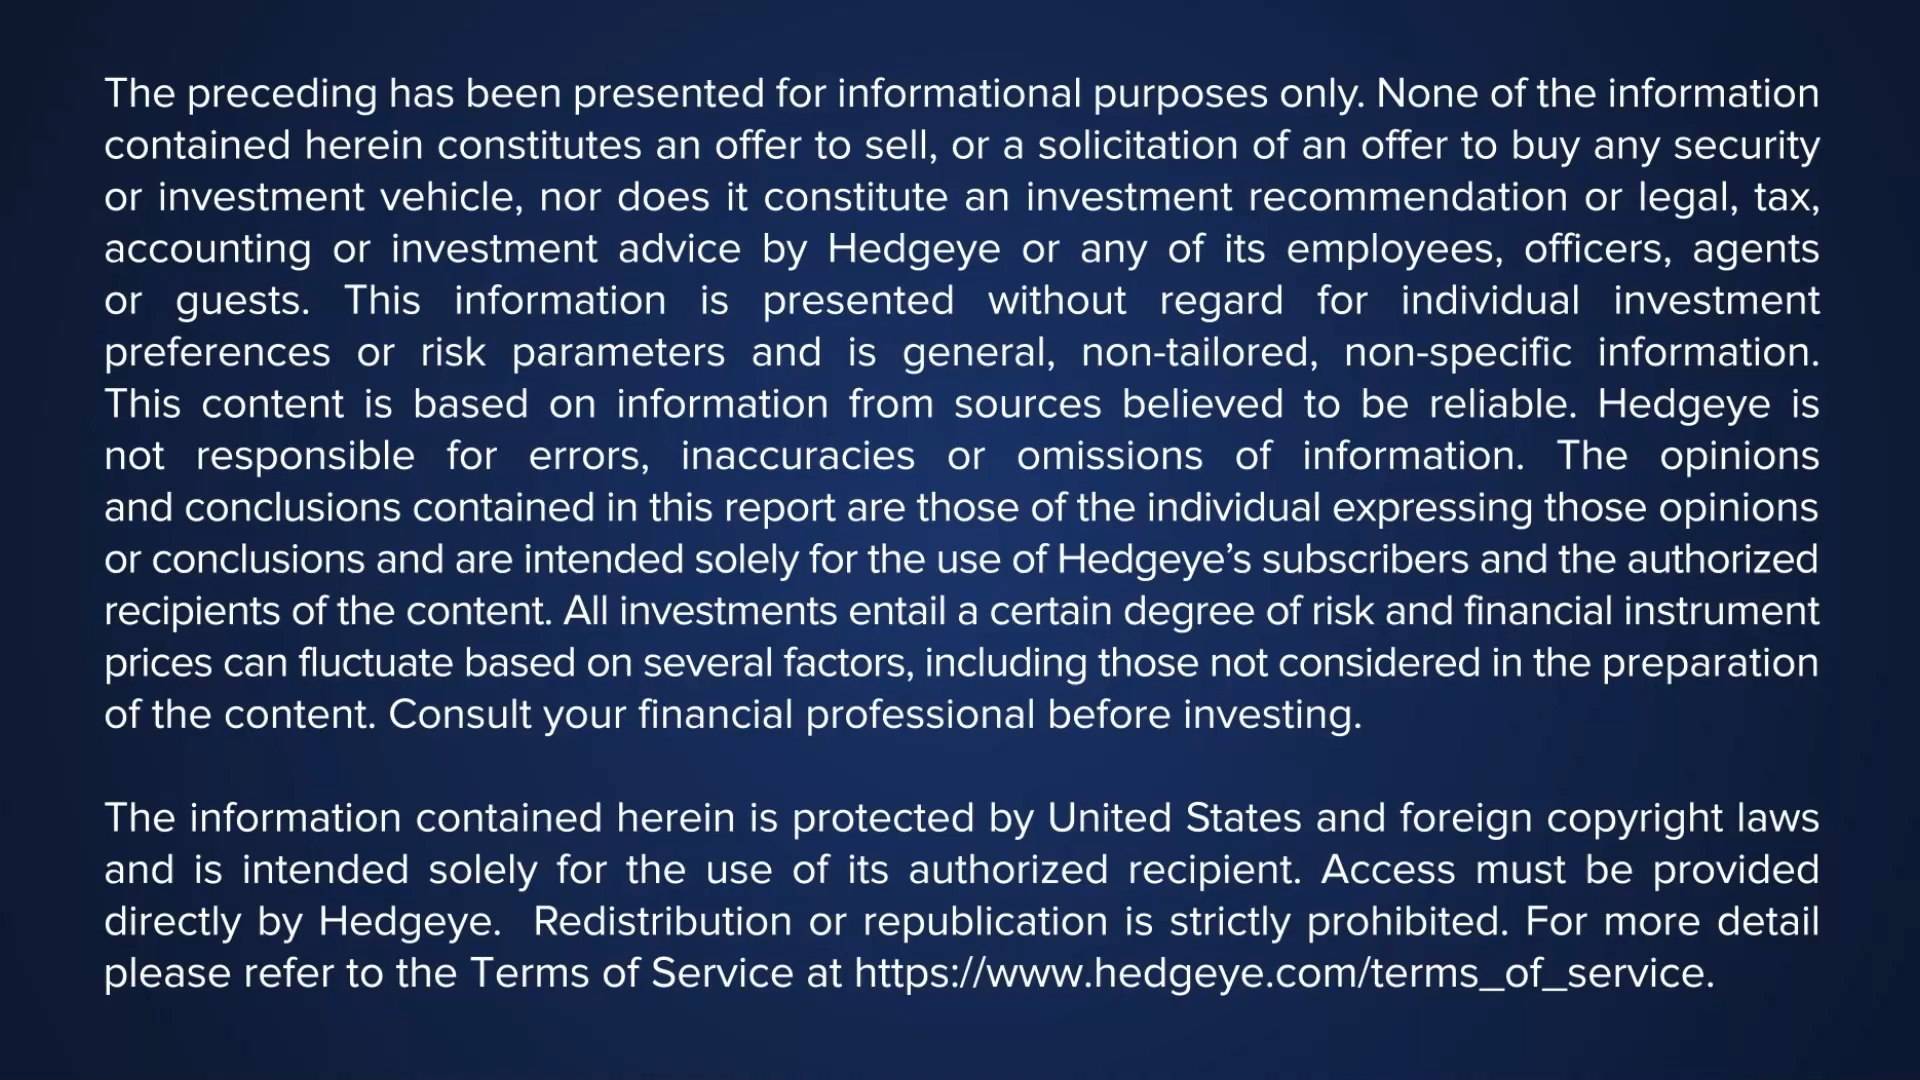 The preceding has been presented for informational purposes only. None of the information
contained herein constitutes an offer to sell, or a solicitation of an offer to buy any security
or investment vehicle, nor does it constitute an investment recommendation or legal, tax,
accounting or investment advice by Hedgeye or any of its employees, officers, agents
or guests. This information is presented without regard for individual investment
preferences or risk parameters and is general, non-tailored, non-specific information.
This content is based on information from sources believed to be reliable. Hedgeye is
not responsible for errors, inaccuracies or omissions of information. The opinions
and conclusions contained in this report are those of the individual expressing those opinions
or conclusions and are intended solely for the use of Hedgeye’s subscribers and the authorized
recipients of the content. All investments entail a certain degree of risk and financial instrument
prices can fluctuate based on several factors, including those not considered in the preparation
of the content. Consult your financial professional before investing.

The information contained herein is protected by United States and foreign copyright laws
and is intended solely for the use of its authorized recipient. Access must be provided
directly by Hedgeye.  Redistribution or republication is strictly prohibited. For more detail
please refer to the Terms of Service at https://www.hedgeye.com/terms_of_service.